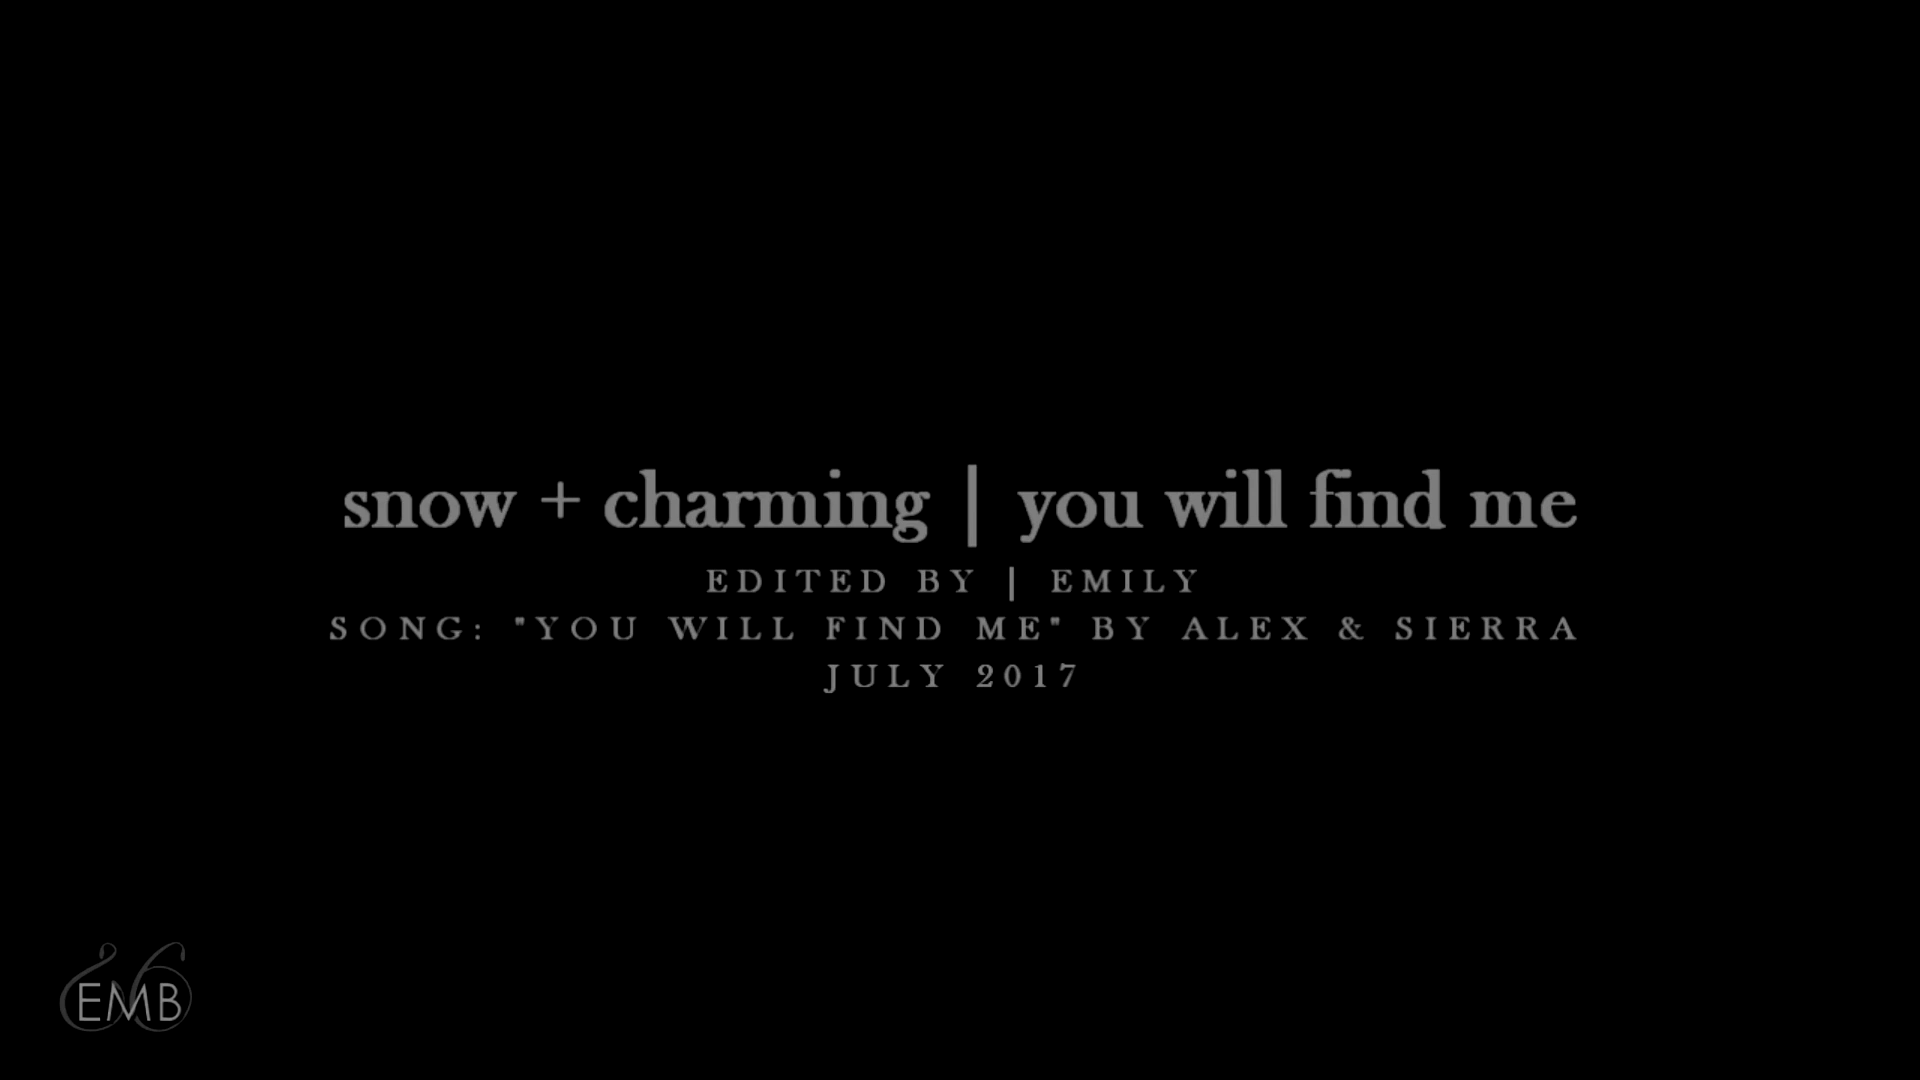 snow + charming | you will find me
EDITED BY | EMILY
SONG: "YOU WILL FIND ME" BY ALEX & SIERRA
JULY 2017
EMB